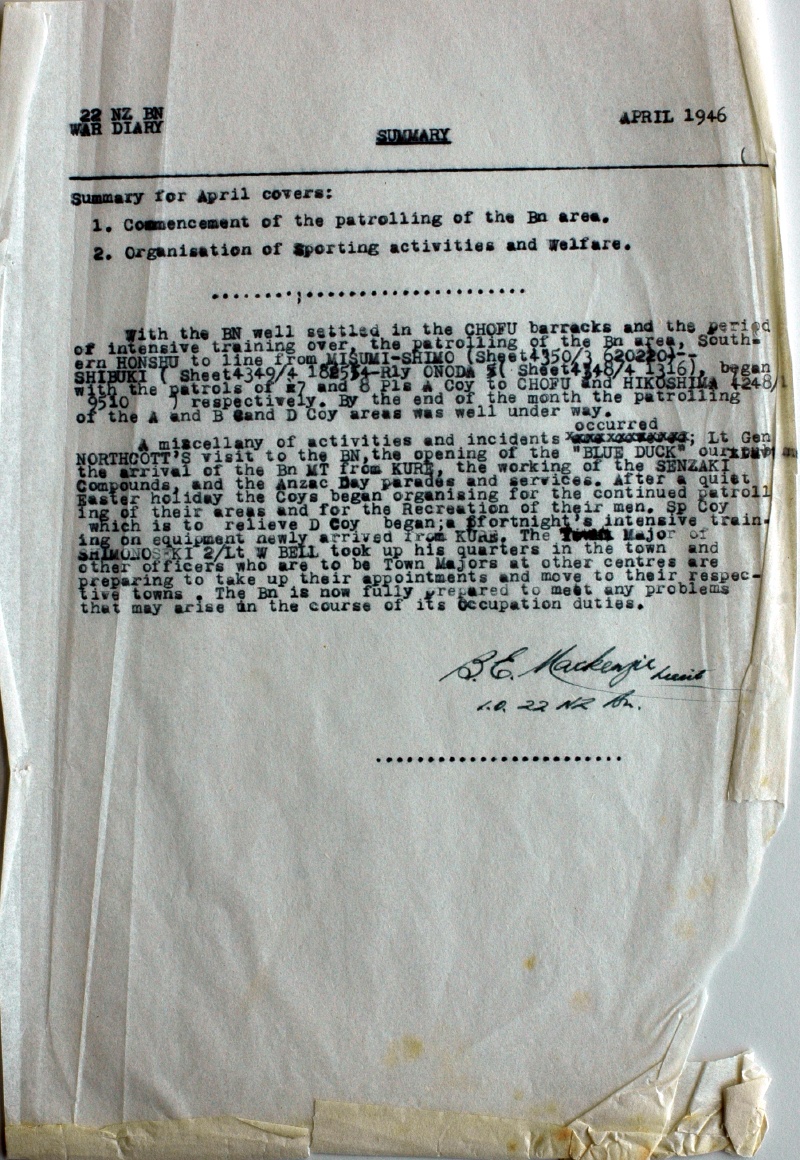 22 NZ BN
WAR DIARY
SUMMARY
APRIL 1946
Summary for April covers:
1. Commencement of the patrolling of the Bn area.
2. Organisation of Sporting activities and Welfare.
With the BN well settled in the CHOFU barracks and the period
of intensive training over, the patrolling of the Bn area, South-
ern HONSHU to line from MISUMI-SHIMO (Sheet4350/3 620220)--
SHIBUKI ( Sheet4349/4 -Rly ONODA ( Sheet4348/4 1316), began
with the patrols of 7 and 8 Pls A Coy to CHOFU and HIKOSHIMA 4248/1
9510 ) respectively. By the end of the month the patrolling
of the A and B and D Coy areas was well under way.
occurred
A miscellany of activities and incidents ; Lt Gen
NORTHCOTT'S visit to the BN,the opening of the "BLUE DUCK" our
the arrival of the Bn MT from KURE, the working of the SENZAKI
Compounds, and the Anzac Day parades and services. After a quiet
Easter holiday the Coys began organising for the continued patroll
ing of their areas and for the Recreation of their men. Sp Coy
which is to relieve D Coy began;a fortnight's intensive train-
ing on equipment newly arrived from KURE. The Town Major of
SHIMONOSEKI 2/Lt W BELL took up his quarters in the town and
other officers who are to be Town Majors at other centres are
preparing to take up their appointments and move to their respec-
tive towns . The Bn is now fully prepared to meet any problems
that may arise in the course of its Occupation duties.
B.E. Mackenzie Lieut
I.O. 22 NZ Bn.